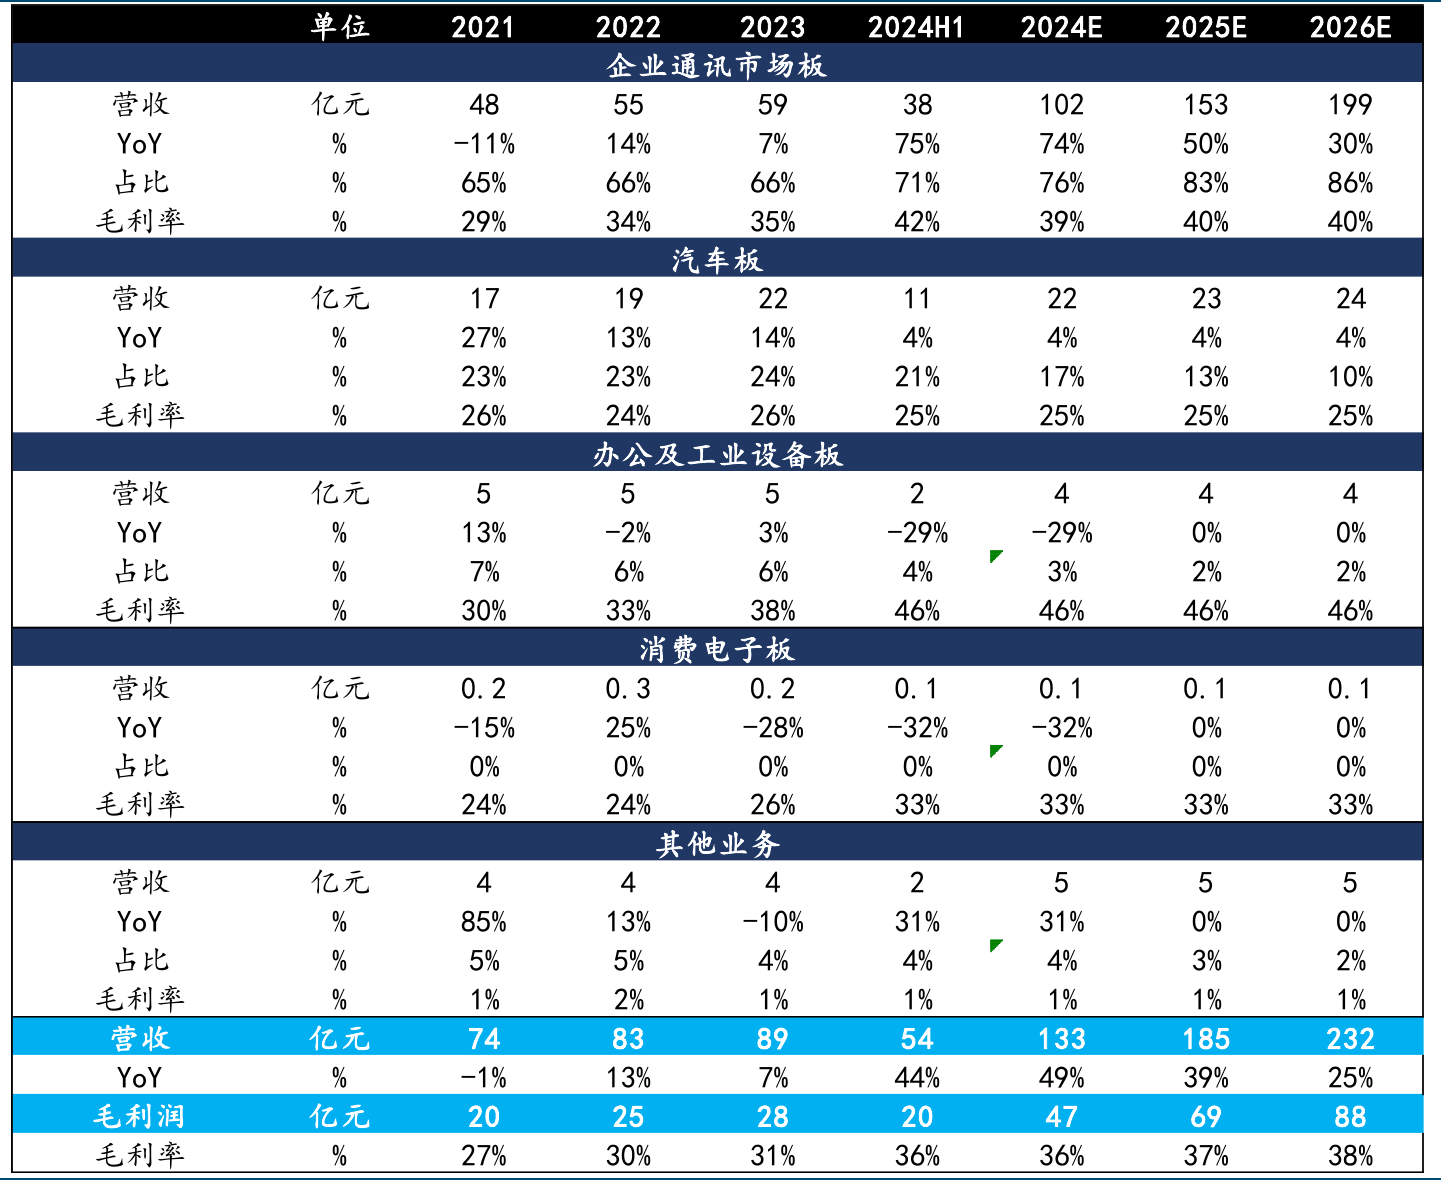 单位 2021 2022 2023 2024H1 2024E 2025E 2026E
企业通讯市场板
营收 亿元 48 55 59 38 102 153 199
YoY % -11% 14% 7% 75% 74% 50% 30%
占比 % 65% 66% 66% 71% 76% 83% 86%
毛利率 % 29% 34% 35% 42% 39% 40% 40%
汽车板
营收 亿元 17 19 22 11 22 23 24
YoY % 27% 13% 14% 4% 4% 4% 4%
占比 % 23% 23% 24% 21% 17% 13% 10%
毛利率 % 26% 24% 26% 25% 25% 25% 25%
办公及工业设备板
营收 亿元 5 5 5 2 4 4 4
YoY % 13% -2% 3% -29% -29% 0% 0%
占比 % 7% 6% 6% 4% 3% 2% 2%
毛利率 % 30% 33% 38% 46% 46% 46% 46%
消费电子板
营收 亿元 0.2 0.3 0.2 0.1 0.1 0.1 0.1
YoY % -15% 25% -28% -32% -32% 0% 0%
占比 % 0% 0% 0% 0% 0% 0% 0%
毛利率 % 24% 24% 26% 33% 33% 33% 33%
其他业务
营收 亿元 4 4 4 2 5 5 5
YoY % 85% 13% -10% 31% 31% 0% 0%
占比 % 5% 5% 4% 4% 4% 3% 2%
毛利率 % 1% 2% 1% 1% 1% 1% 1%
营收 亿元 74 83 89 54 133 185 232
YoY % -1% 13% 7% 44% 49% 39% 25%
毛利润 亿元 20 25 28 20 47 69 88
毛利率 % 27% 30% 31% 36% 36% 37% 38%